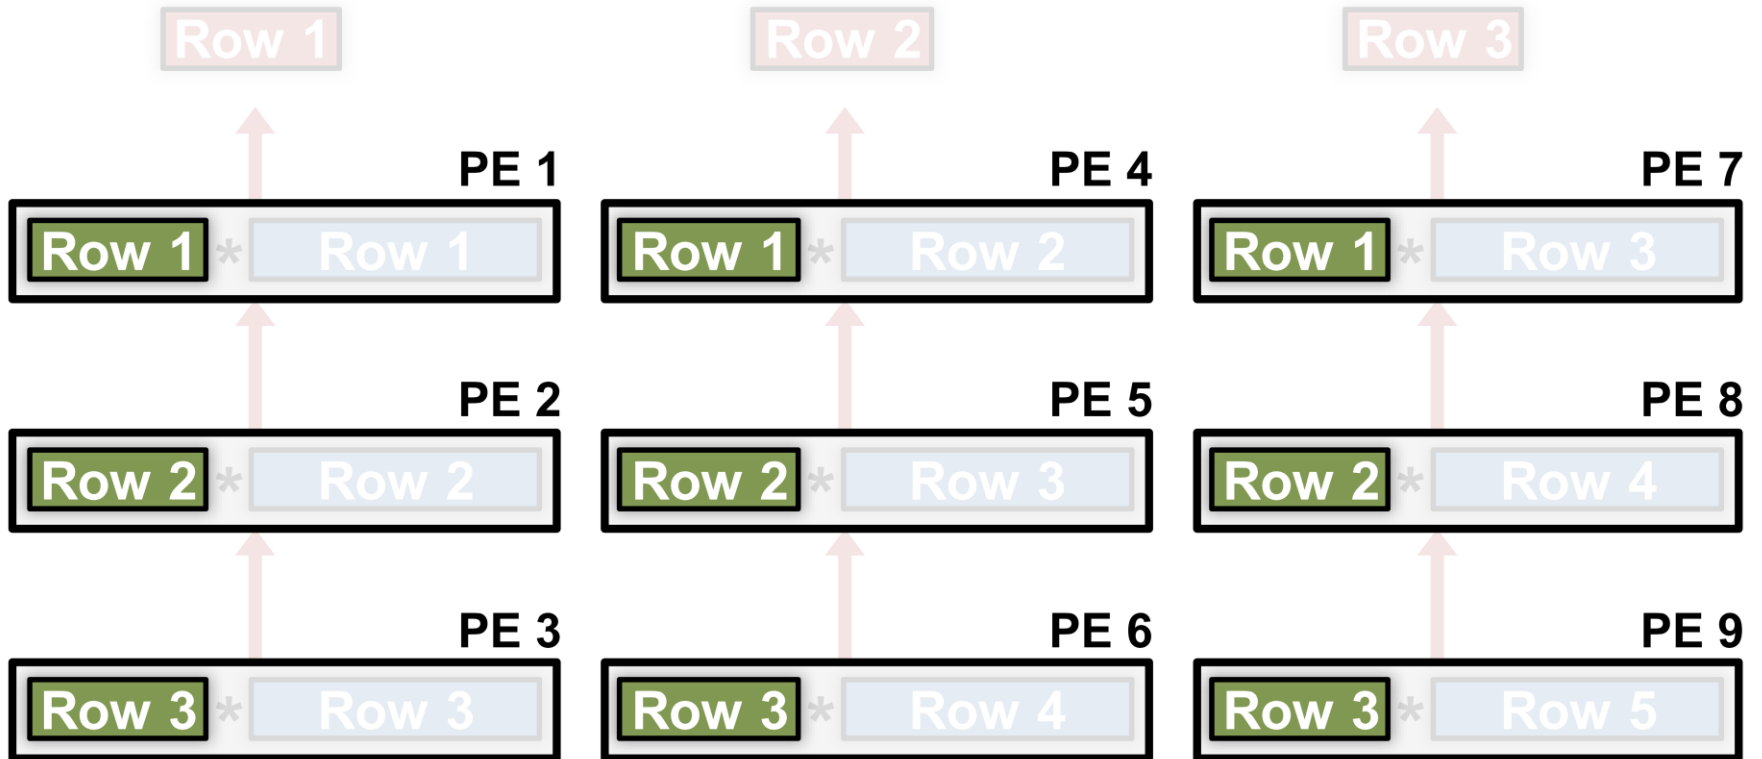 Row 1 Row 2 Row 3
PE 1 PE 4 PE 7
Row 1 * Row 1 Row 1 * Row 2 Row 1 * Row 3
PE 2 PE 5 PE 8
Row 2 * Row 2 Row 2 * Row 3 Row 2 * Row 4
PE 3 PE 6 PE 9
Row 3 * Row 3 Row 3 * Row 4 Row 3 * Row 5